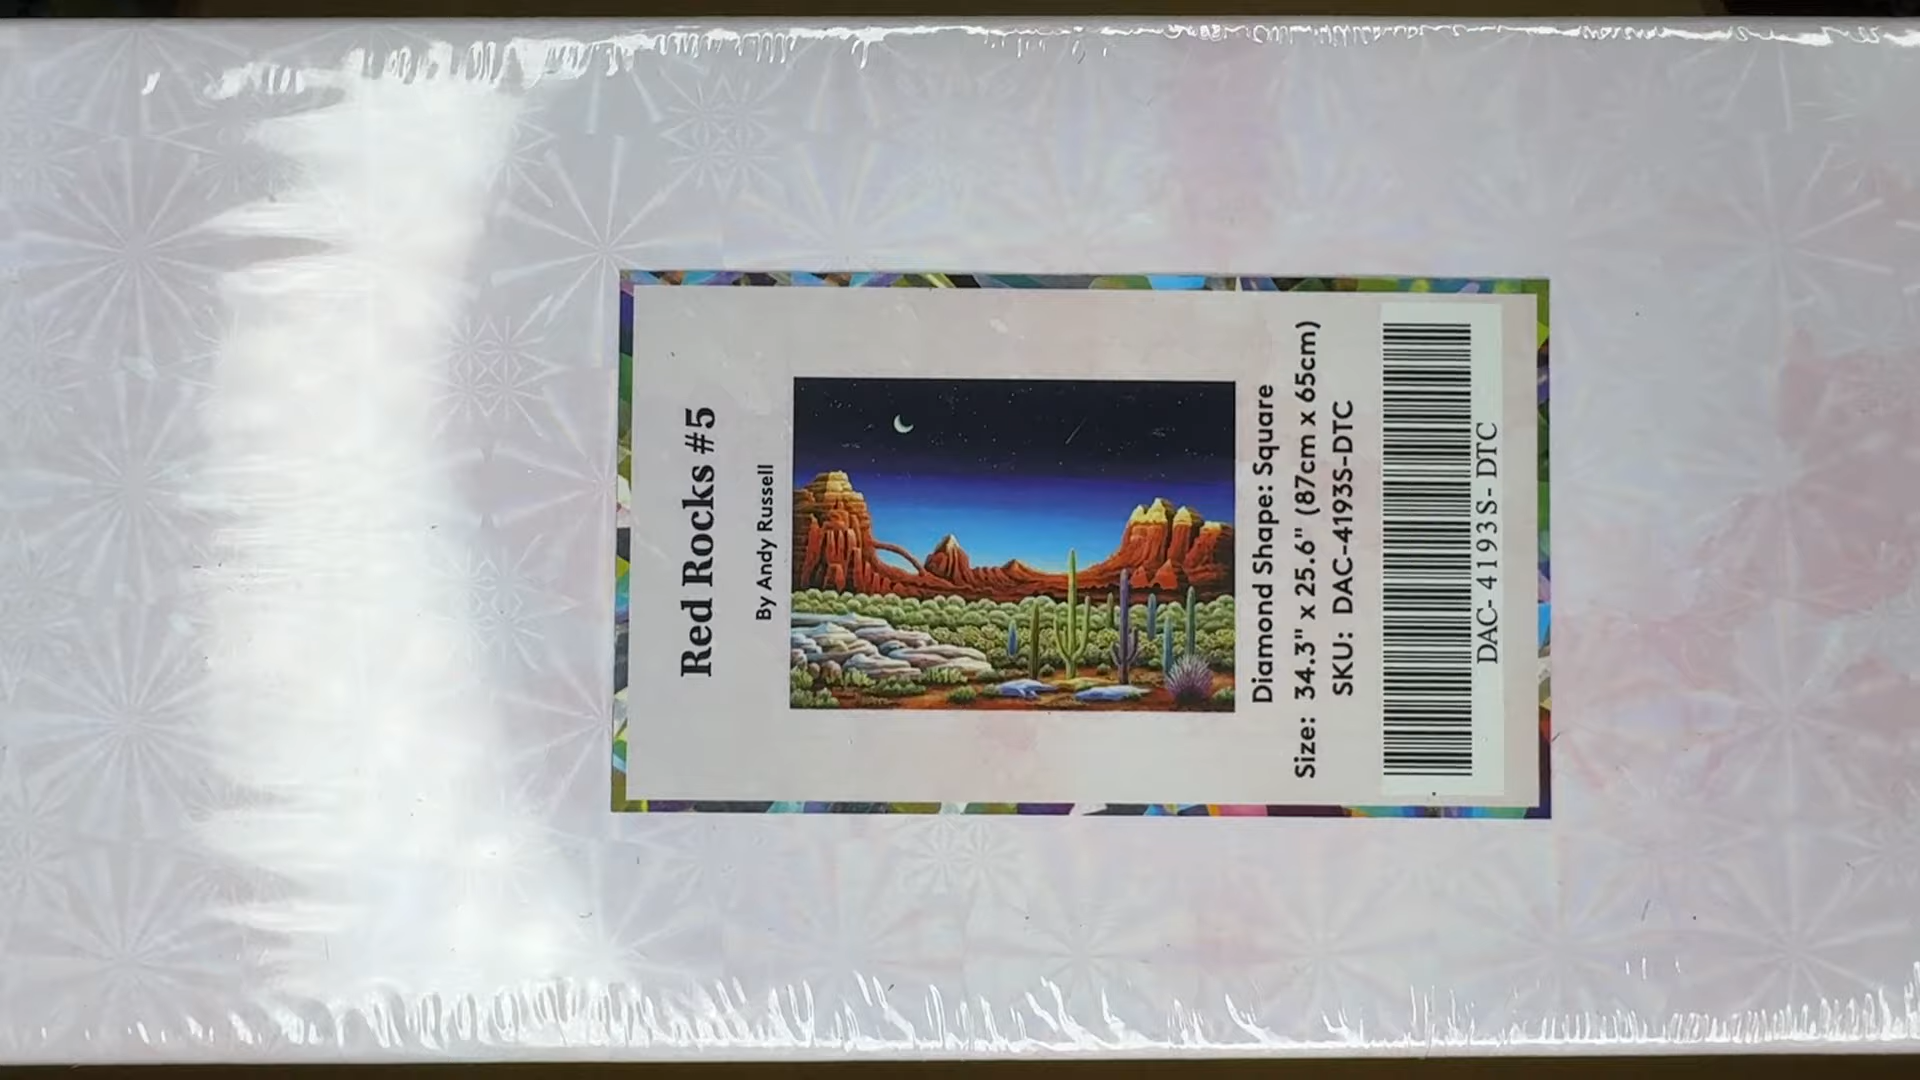 Red Rocks #5
By Andy Russell
Diamond Shape: Square
Size: 34.3" x 25.6" (87cm x 65cm)
SKU: DAC-4193S-DTC
DAC- 4193S- DTC